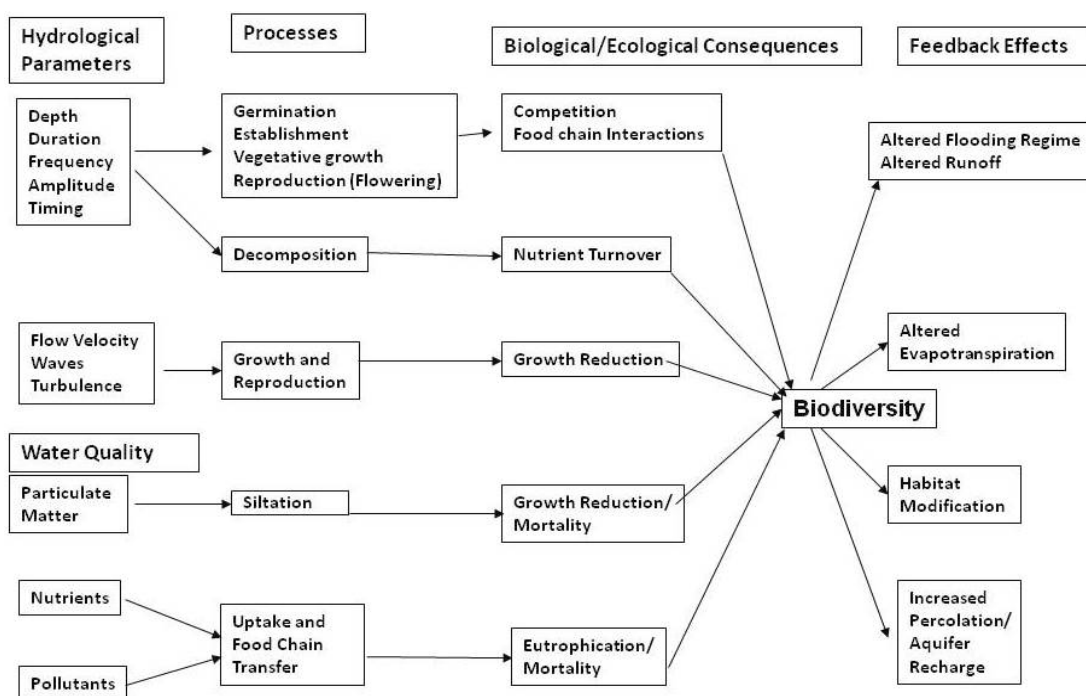 Hydrological
Parameters
Processes
Biological/Ecological Consequences
Feedback Effects
Depth
Duration
Frequency
Amplitude
Timing
Germination
Establishment
Vegetative growth
Reproduction (Flowering)
Competition
Food chain Interactions
Altered Flooding Regime
Altered Runoff
Decomposition
Nutrient Turnover
Flow Velocity
Waves
Turbulence
Growth and
Reproduction
Growth Reduction
Altered
Evapotranspiration
Biodiversity
Water Quality
Particulate
Matter
Siltation
Growth Reduction/
Mortality
Habitat
Modification
Nutrients
Pollutants
Uptake and
Food Chain
Transfer
Eutrophication/
Mortality
Increased
Percolation/
Aquifer
Recharge